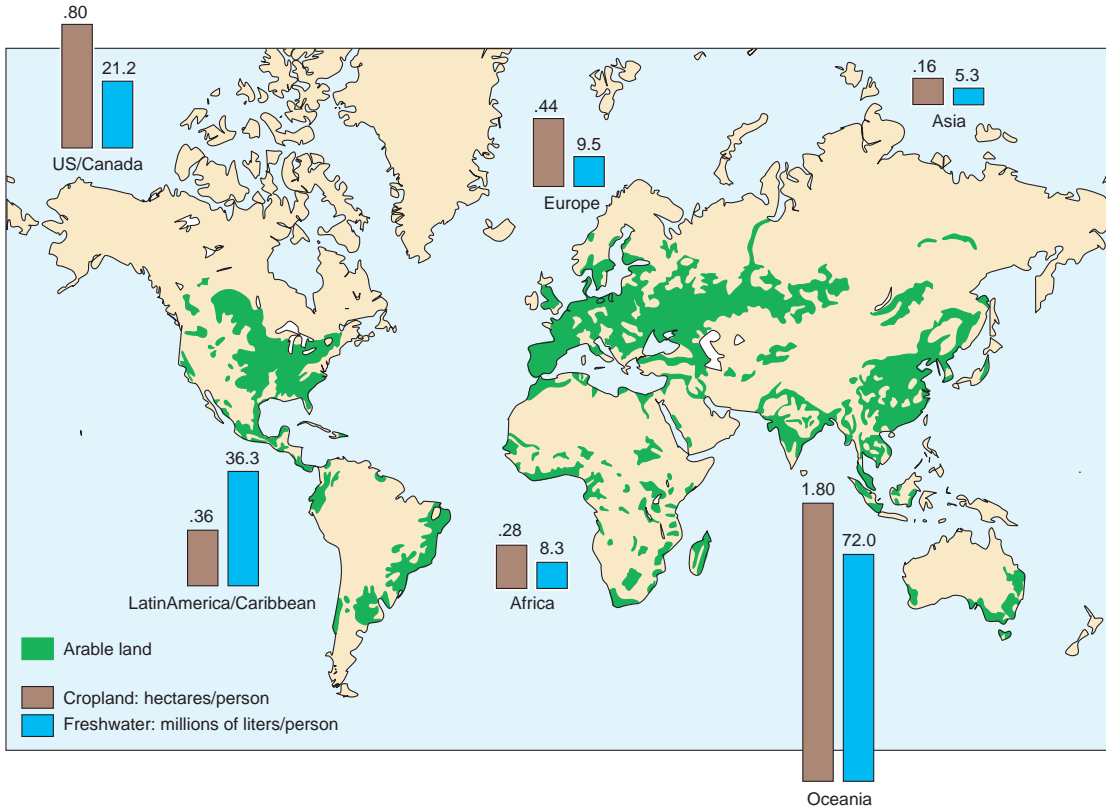 .80
21.2
US/Canada
.44
9.5
Europe
.16
5.3
Asia
.36
36.3
LatinAmerica/Caribbean
.28
8.3
Africa
1.80
72.0
Oceania
Arable land
Cropland: hectares/person
Freshwater: millions of liters/person